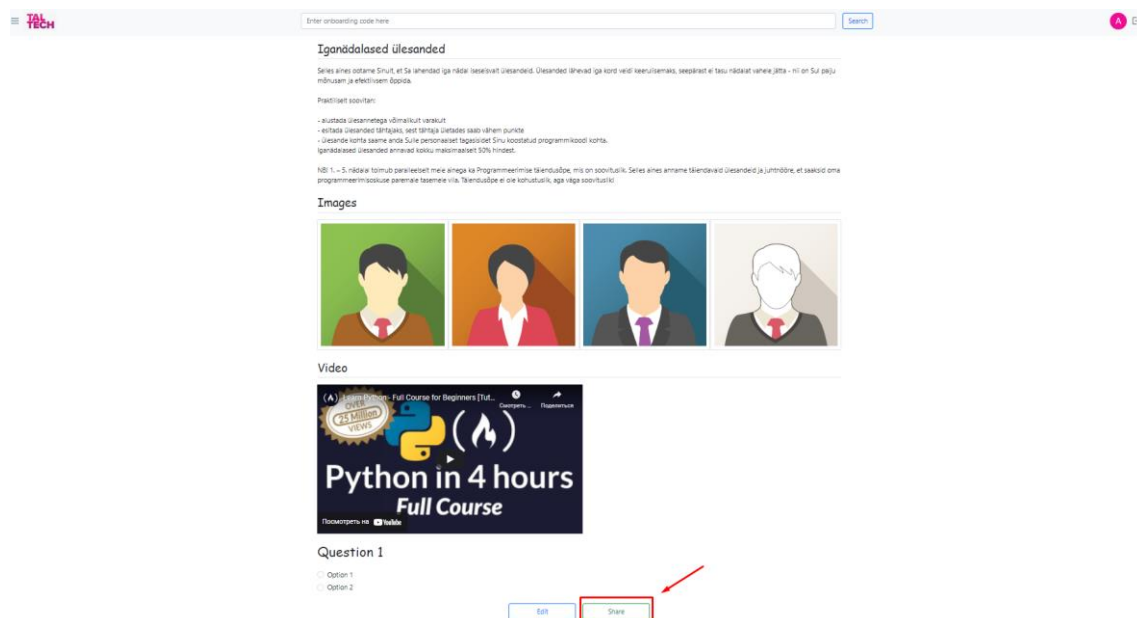 TAL
TECH
Enter onboarding code here
Search
A
Iganädalased ülesanded
Selles aines ootame Sinult, et Sa lahendad iga nädal iseseisvalt ülesandeid. Ülesanded lähevad iga kord veidi keerulisemaks, seepärast ei tasu nädalat vahele jätta - nii on Sul palju
mõnusam ja efektiivsem õppida.
Praktiliselt soovitan:
- alustada ülesannetega võimalikult varakult
- esitada ülesanded tähtajaks, sest tähtaja ületades saab vähem punkte
- ülesande kohta saame anda Sulle personaalset tagasisidet Sinu koostatud programmikoodi kohta.
Iganädalased ülesanded annavad kokku maksimaalselt 50% hindest.
NB! 1. – 5. nädalal toimub paralleelselt meie ainega ka Programmeerimise täiendusõpe, mis on soovituslik. Selles aines anname täiendavaid ülesandeid ja juhtnööre, et saaksid oma
programmeerimisoskuse paremale tasemele viia. Täiendusõpe ei ole kohustuslik, aga väga soovituslik!
Images
Video
Learn Python - Full Course for Beginners [Tut...
Смотреть ...
Поделиться
OVER
25 Million
VIEWS
Python in 4 hours
Full Course
Посмотреть на YouTube
Question 1
Option 1
Option 2
Edit
Share